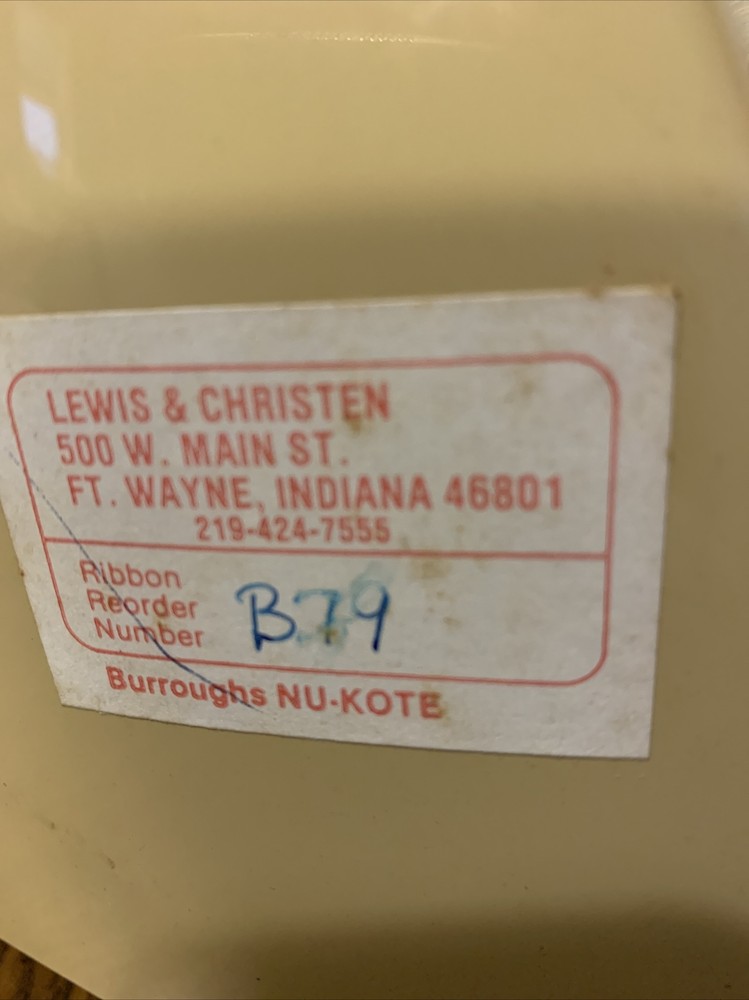 LEWIS & CHRISTEN
500 W. MAIN ST.
FT. WAYNE, INDIANA 46801
219-424-7555
Ribbon
Reorder
Number
B79
Burroughs NU-KOTE